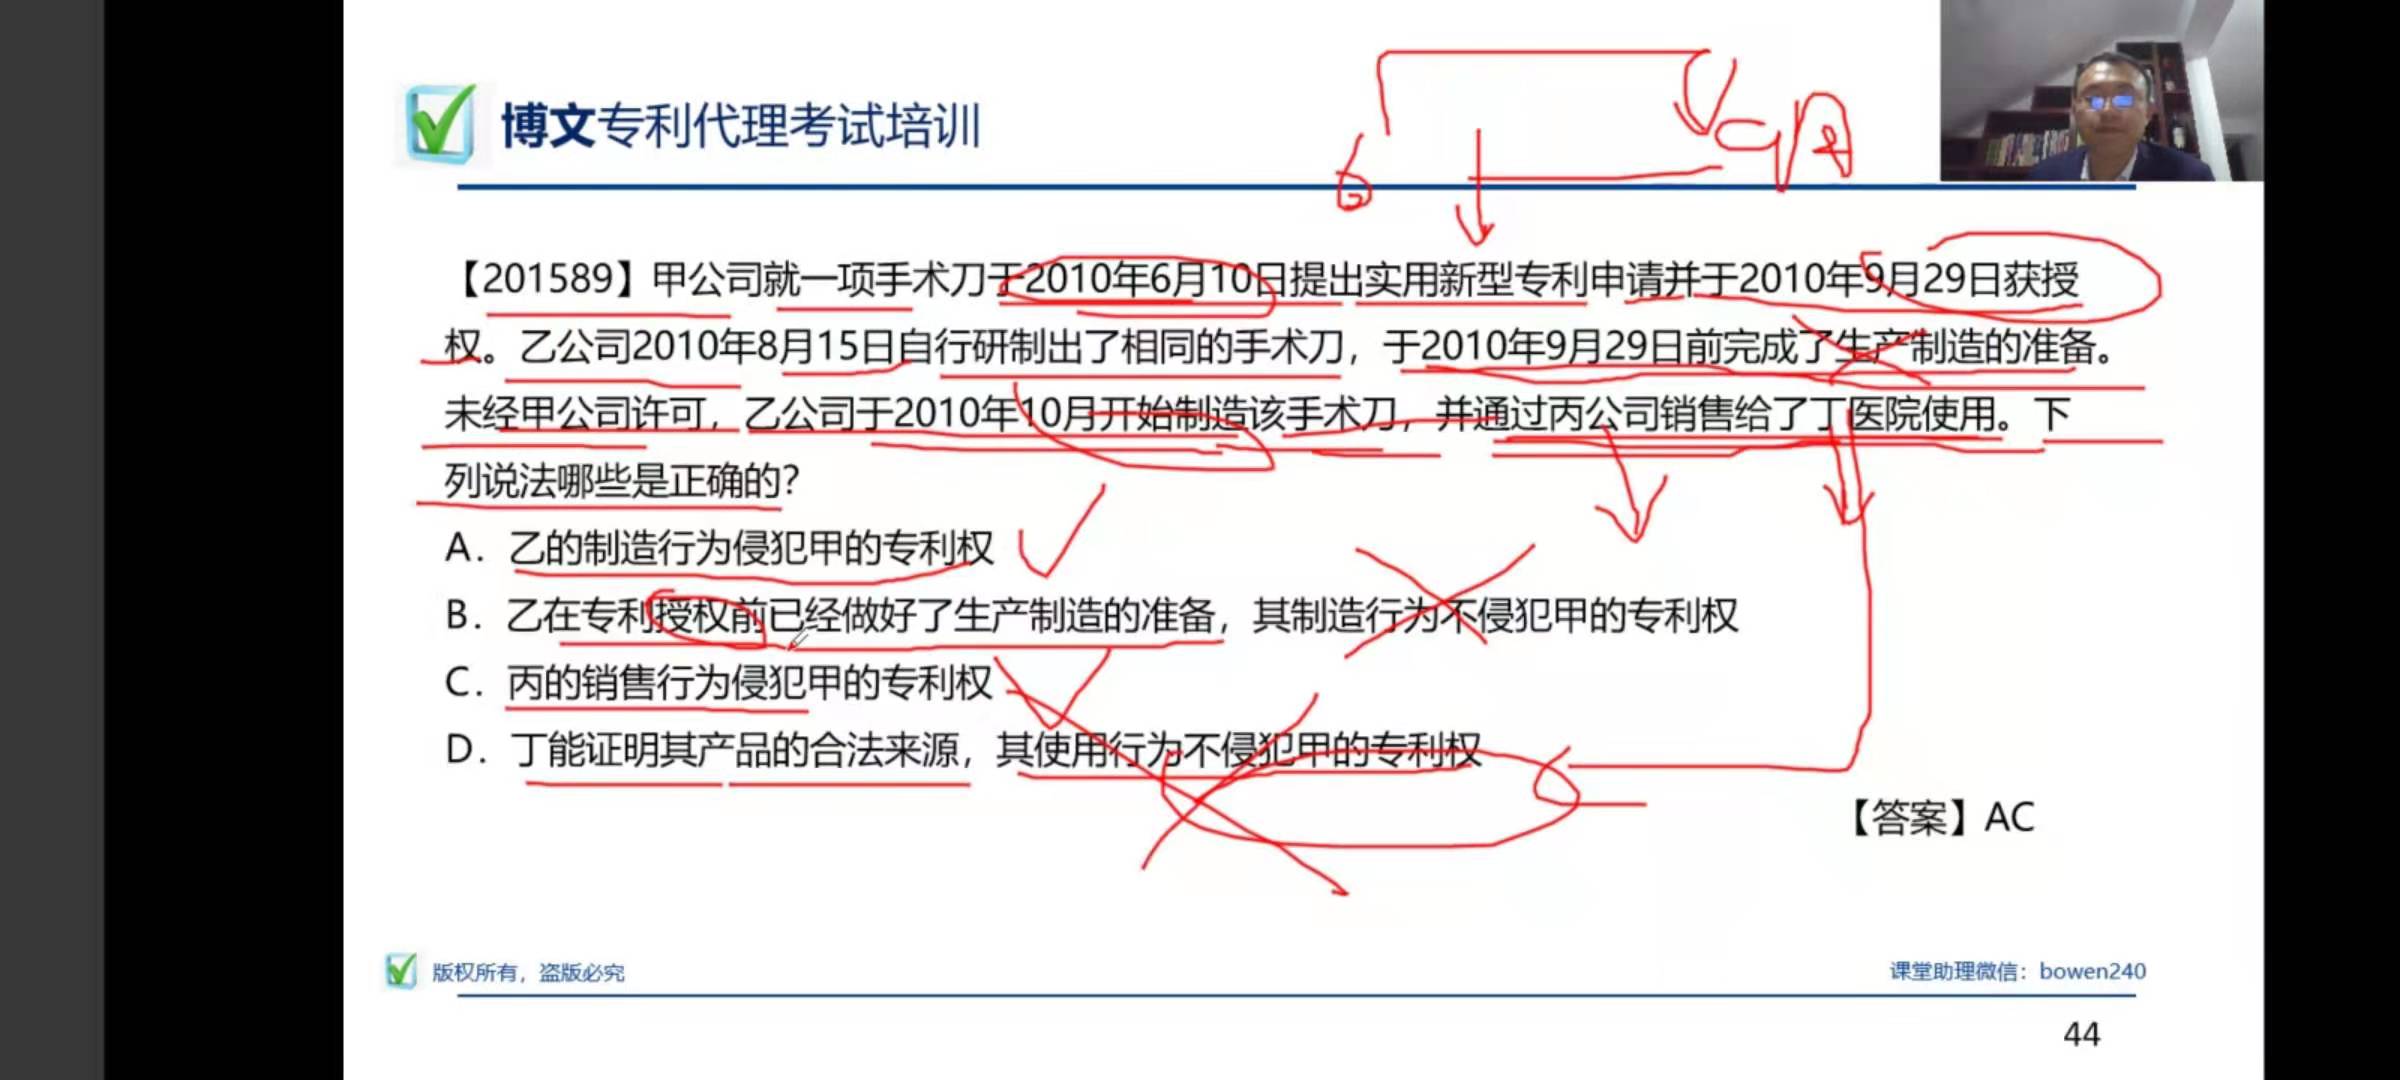 博文专利代理考试培训
6
9月
【201589】甲公司就一项手术刀于2010年6月10日提出实用新型专利申请并于2010年9月29日获授
权。乙公司2010年8月15日自行研制出了相同的手术刀，于2010年9月29日前完成了生产制造的准备。
未经甲公司许可，乙公司于2010年10月开始制造该手术刀，并通过丙公司销售给了丁医院使用。下
列说法哪些是正确的？
A．乙的制造行为侵犯甲的专利权
B．乙在专利授权前已经做好了生产制造的准备，其制造行为不侵犯甲的专利权
C．丙的销售行为侵犯甲的专利权
D．丁能证明其产品的合法来源，其使用行为不侵犯甲的专利权
【答案】AC
版权所有，盗版必究
课堂助理微信：bowen240
44